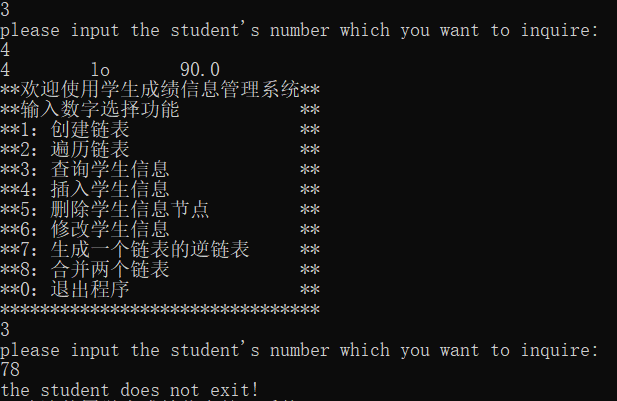 3
please input the student's number which you want to inquire:
4
4 lo 90.0
**欢迎使用学生成绩信息管理系统**
**输入数字选择功能 **
**1：创建链表 **
**2：遍历链表 **
**3：查询学生信息 **
**4：插入学生信息 **
**5：删除学生信息节点 **
**6：修改学生信息 **
**7：生成一个链表的逆链表 **
**8：合并两个链表 **
**0：退出程序 **
********************************
3
please input the student's number which you want to inquire:
78
the student does not exit!